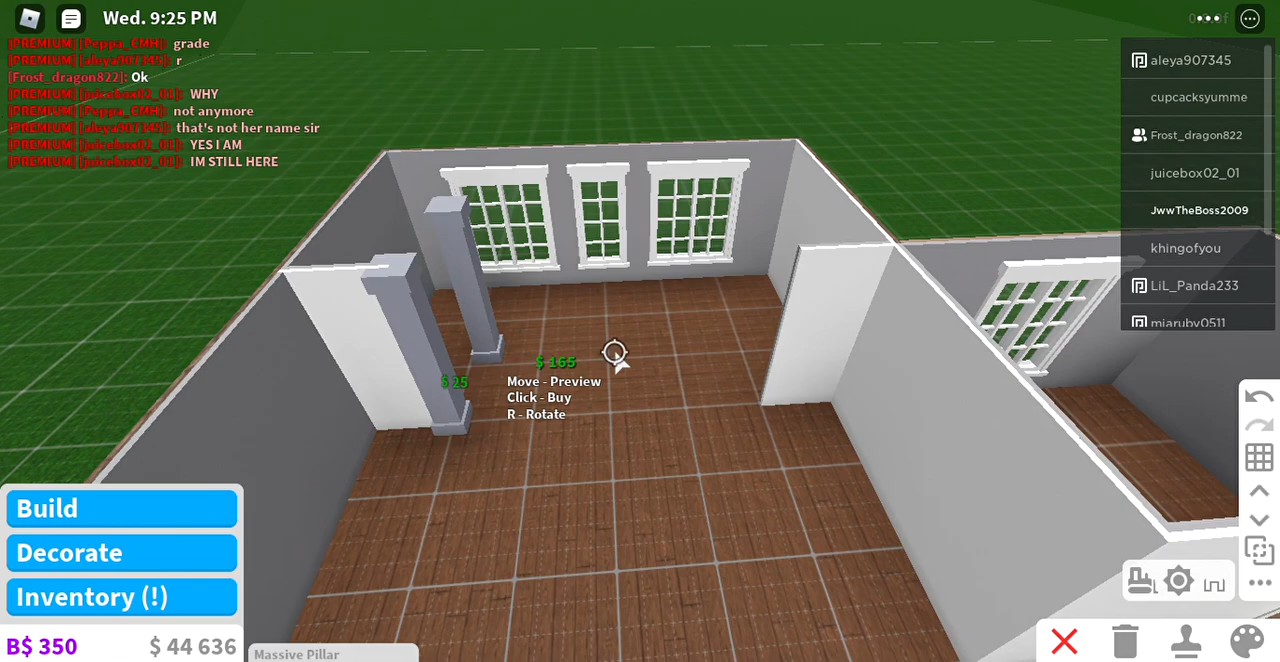 Wed. 9:25 PM
[PREMIUM] [Peppa_CMH]: grade
[PREMIUM] [aleya907345]: r
[Frost_dragon822]: Ok
[PREMIUM] [juicebox02_01]: WHY
[PREMIUM] [Peppa_CMH]: not anymore
[PREMIUM] [aleya907345]: that's not her name sir
[PREMIUM] [juicebox02_01]: YES I AM
[PREMIUM] [juicebox02_01]: IM STILL HERE
aleya907345
cupcacksyumme
Frost_dragon822
juicebox02_01
JwwTheBoss2009
khingofyou
LiL_Panda233
miaruby0511
$ 165
$ 25
Move - Preview
Click - Buy
R - Rotate
Build
Decorate
Inventory (!)
B$ 350
$ 44 636
Massive Pillar